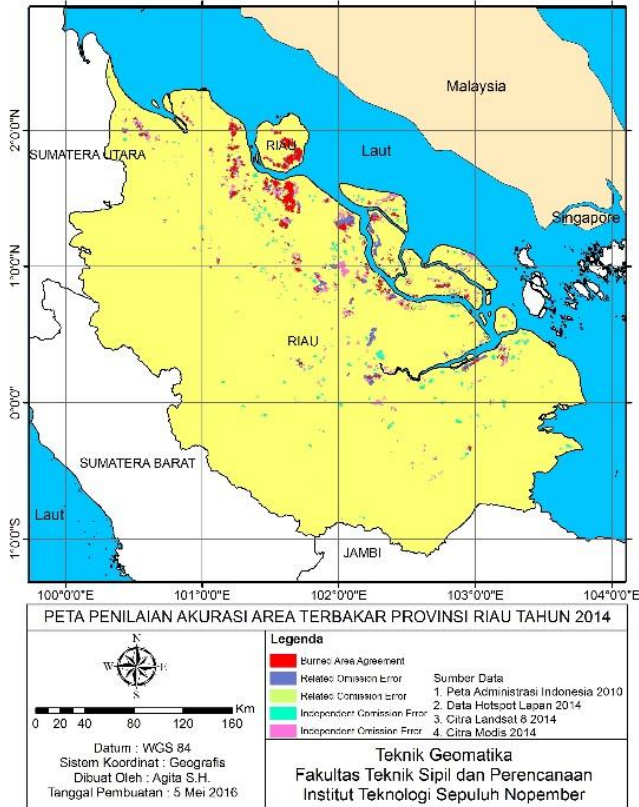 Malaysia
2°0'0"N
RIAU
SUMATERA UTARA
Laut
Singapore
1°0'0"N
RIAU
0°0'0"
SUMATERA BARAT
Laut
1°0'0"S
JAMBI
100°0'0"E 101°0'0"E 102°0'0"E 103°0'0"E 104°0'0"E
PETA PENILAIAN AKURASI AREA TERBAKAR PROVINSI RIAU TAHUN 2014
N
W E
S
0 20 40 80 120 160 Km
Datum : WGS 84
Sistem Koordinat : Geografis
Dibuat Oleh : Agita S.H.
Tanggal Pembuatan : 5 Mei 2016
Legenda
Burned Area Agreement
Related Omission Error
Related Comission Error
Independent Comission Error
Independent Omission Error
Sumber Data
1. Peta Administrasi Indonesia 2010
2. Data Hotspot Lapan 2014
3. Citra Landsat 8 2014
4. Citra Modis 2014
Teknik Geomatika
Fakultas Teknik Sipil dan Perencanaan
Institut Teknologi Sepuluh Nopember